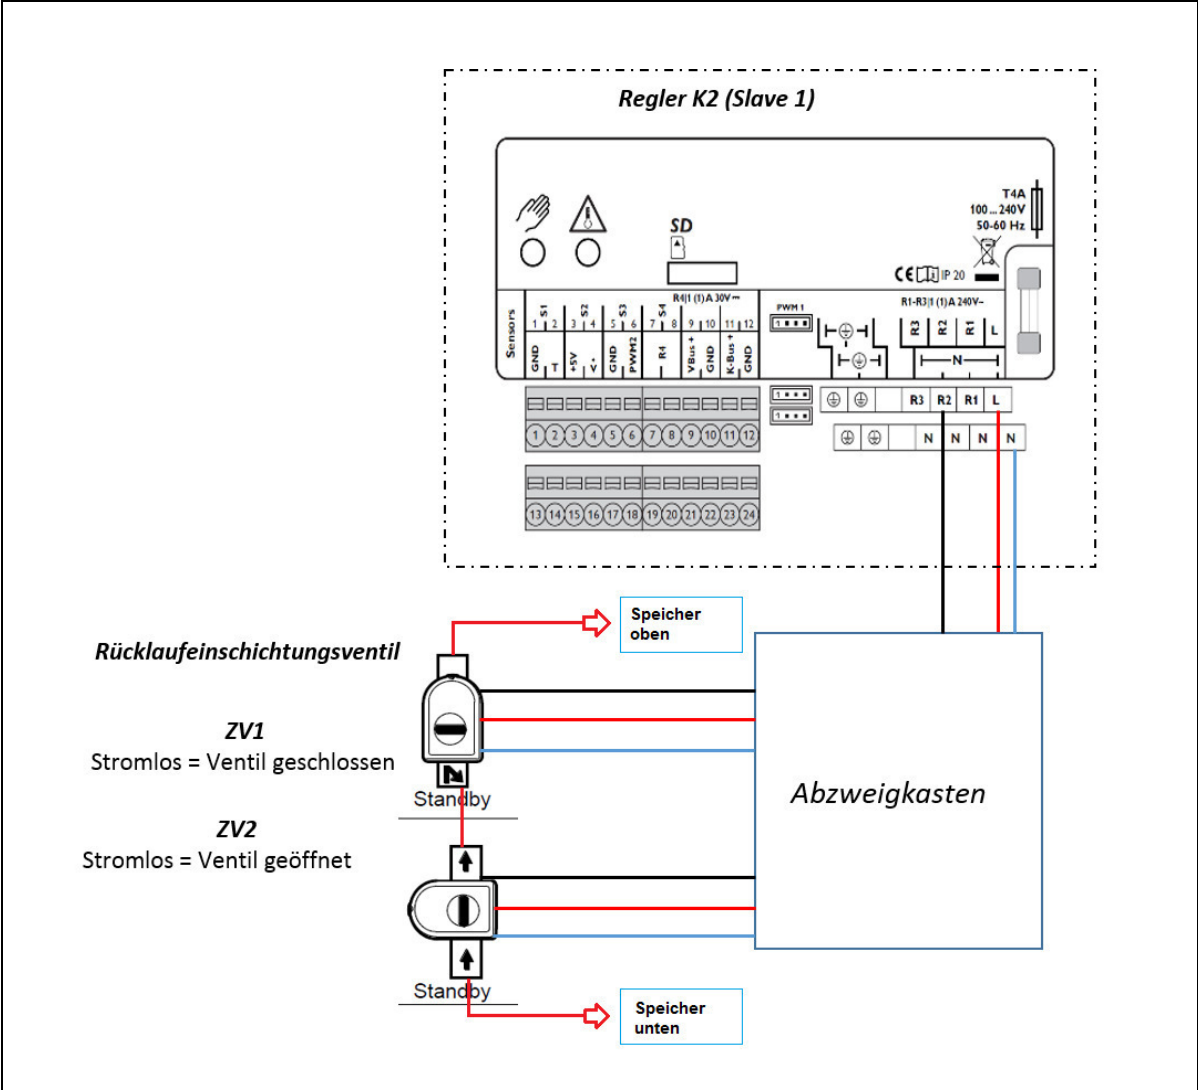 Regler K2 (Slave 1)
T4A
100...240V
50-60 Hz
SD
CE i IP 20
R4|1 (1) A 30V
PWM 1
R1-R3|1 (1)A 240V~
Sensors
S1 S2 S3 S4
1 2 3 4 5 6 7 8 9 10 11 12
GND T +5V V+ GND PWM2 R4 VBus + GND K-Bus + GND
1
R3 R2 R1 L
N
1
1
R3 R2 R1 L
1 2 3 4 5 6 7 8 9 10 11 12
N N N N
13 14 15 16 17 18 19 20 21 22 23 24
Speicher
oben
Rücklaufeinschichtungsventil
ZV1
Stromlos = Ventil geschlossen
Standby
ZV2
Stromlos = Ventil geöffnet
Abzweigkasten
Standby
Speicher
unten